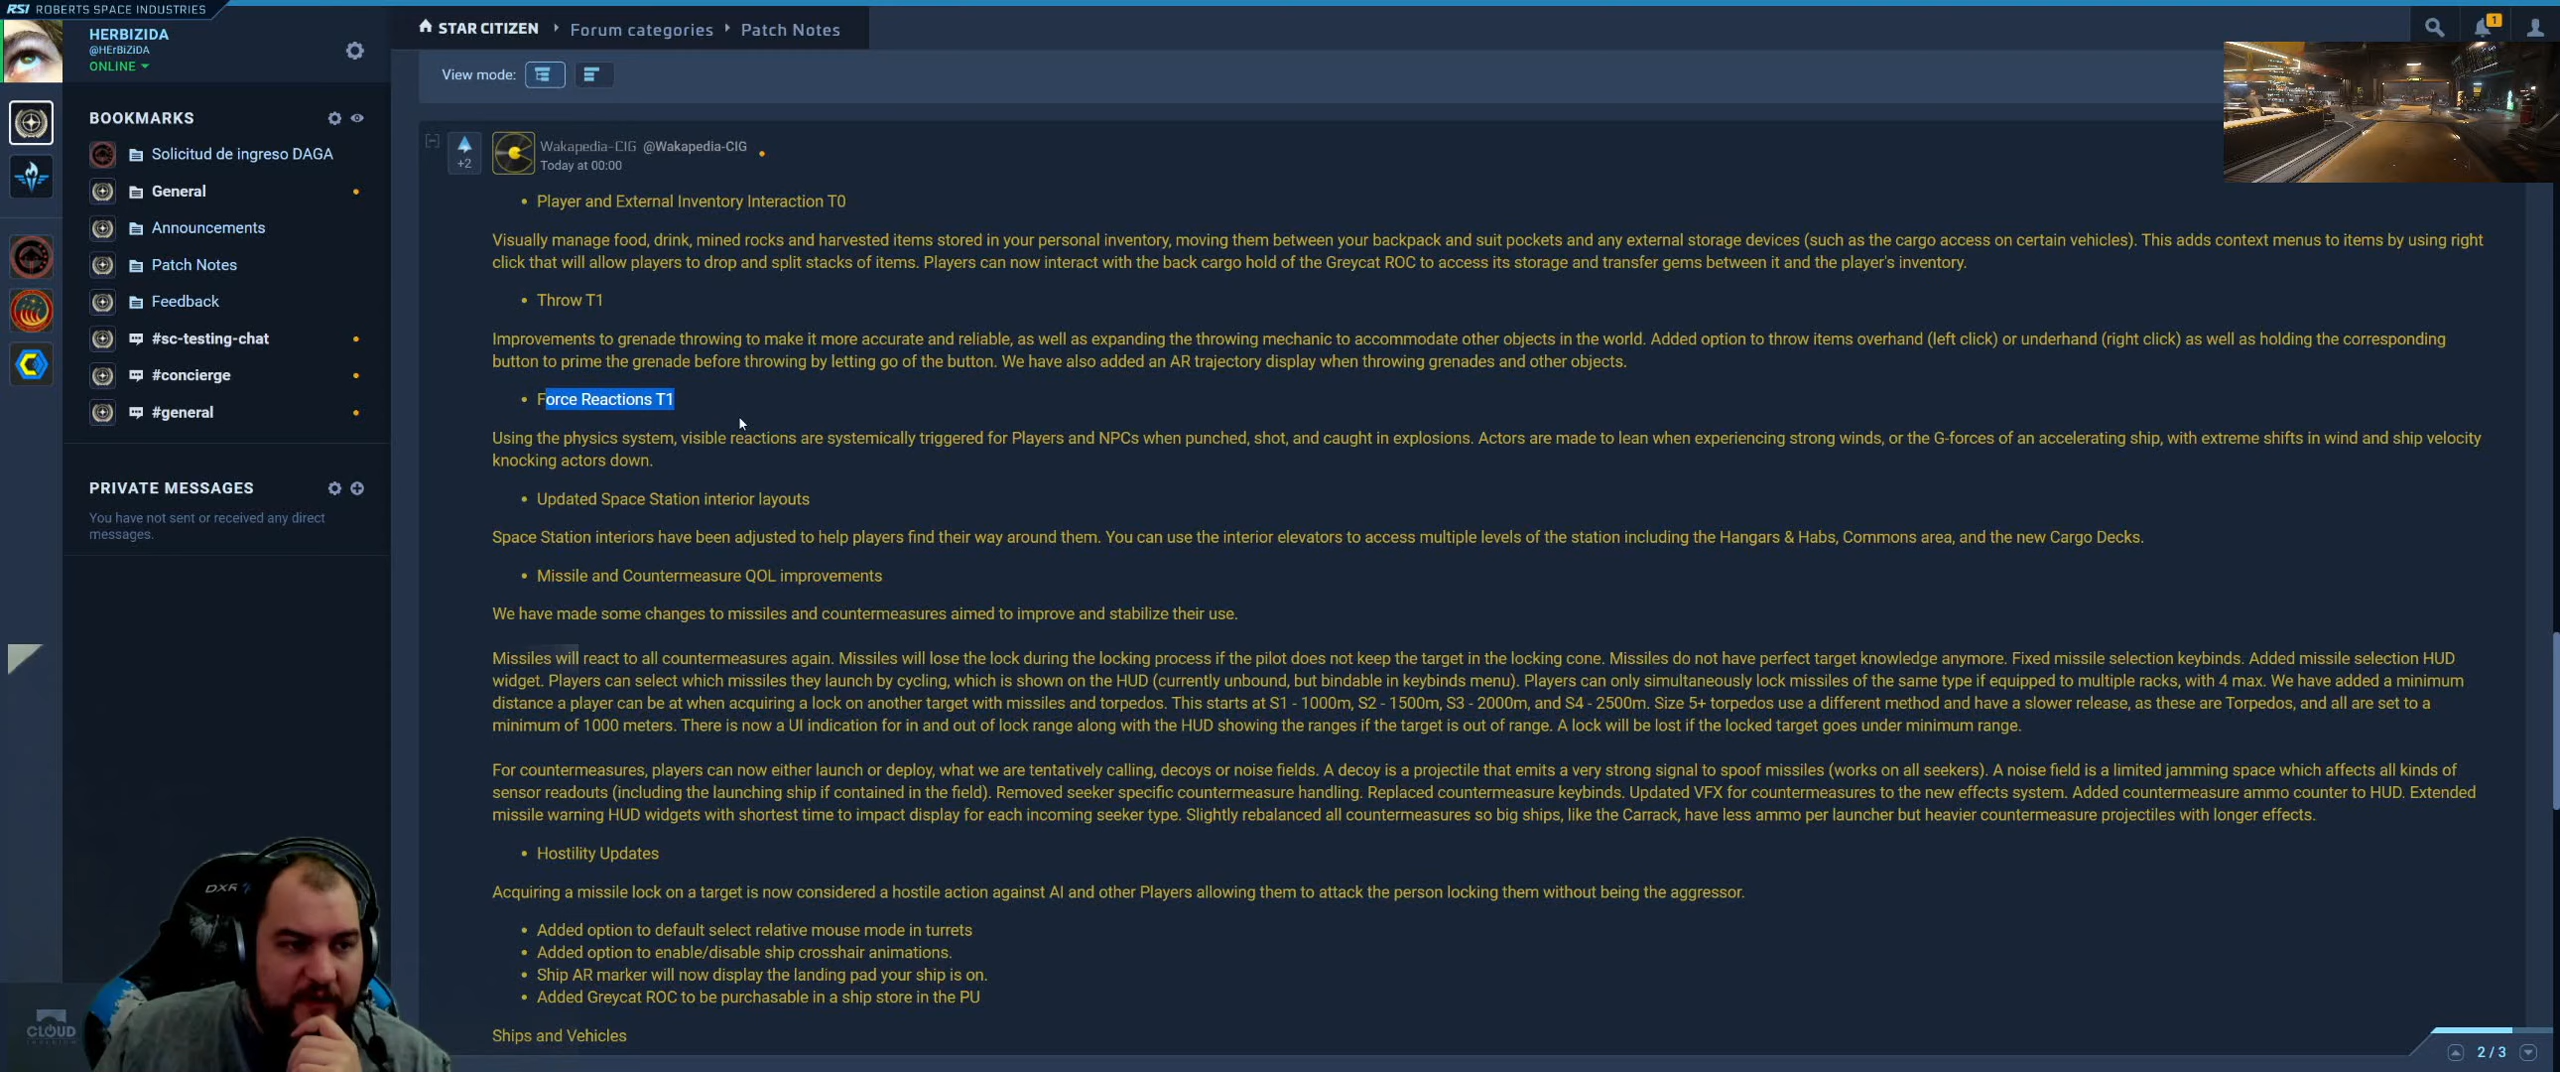 RSI ROBERTS SPACE INDUSTRIES
HERBIZIDA
@HErBiZiDA
ONLINE
STAR CITIZEN
Forum categories
Patch Notes
1
View mode:
BOOKMARKS
Solicitud de ingreso DAGA
General
Announcements
Patch Notes
Feedback
#sc-testing-chat
#concierge
#general
PRIVATE MESSAGES
You have not sent or received any direct
messages.
+2
Wakapedia-CIG @Wakapedia-CIG
Today at 00:00
• Player and External Inventory Interaction T0
Visually manage food, drink, mined rocks and harvested items stored in your personal inventory, moving them between your backpack and suit pockets and any external storage devices (such as the cargo access on certain vehicles). This adds context menus to items by using right
click that will allow players to drop and split stacks of items. Players can now interact with the back cargo hold of the Greycat ROC to access its storage and transfer gems between it and the player's inventory.
• Throw T1
Improvements to grenade throwing to make it more accurate and reliable, as well as expanding the throwing mechanic to accommodate other objects in the world. Added option to throw items overhand (left click) or underhand (right click) as well as holding the corresponding
button to prime the grenade before throwing by letting go of the button. We have also added an AR trajectory display when throwing grenades and other objects.
• Force Reactions T1
Using the physics system, visible reactions are systemically triggered for Players and NPCs when punched, shot, and caught in explosions. Actors are made to lean when experiencing strong winds, or the G-forces of an accelerating ship, with extreme shifts in wind and ship velocity
knocking actors down.
• Updated Space Station interior layouts
Space Station interiors have been adjusted to help players find their way around them. You can use the interior elevators to access multiple levels of the station including the Hangars & Habs, Commons area, and the new Cargo Decks.
• Missile and Countermeasure QOL improvements
We have made some changes to missiles and countermeasures aimed to improve and stabilize their use.
Missiles will react to all countermeasures again. Missiles will lose the lock during the locking process if the pilot does not keep the target in the locking cone. Missiles do not have perfect target knowledge anymore. Fixed missile selection keybinds. Added missile selection HUD
widget. Players can select which missiles they launch by cycling, which is shown on the HUD (currently unbound, but bindable in keybinds menu). Players can only simultaneously lock missiles of the same type if equipped to multiple racks, with 4 max. We have added a minimum
distance a player can be at when acquiring a lock on another target with missiles and torpedos. This starts at S1 - 1000m, S2 - 1500m, S3 - 2000m, and S4 - 2500m. Size 5+ torpedos use a different method and have a slower release, as these are Torpedos, and all are set to a
minimum of 1000 meters. There is now a UI indication for in and out of lock range along with the HUD showing the ranges if the target is out of range. A lock will be lost if the locked target goes under minimum range.
For countermeasures, players can now either launch or deploy, what we are tentatively calling, decoys or noise fields. A decoy is a projectile that emits a very strong signal to spoof missiles (works on all seekers). A noise field is a limited jamming space which affects all kinds of
sensor readouts (including the launching ship if contained in the field). Removed seeker specific countermeasure handling. Replaced countermeasure keybinds. Updated VFX for countermeasures to the new effects system. Added countermeasure ammo counter to HUD. Extended
missile warning HUD widgets with shortest time to impact display for each incoming seeker type. Slightly rebalanced all countermeasures so big ships, like the Carrack, have less ammo per launcher but heavier countermeasure projectiles with longer effects.
• Hostility Updates
Acquiring a missile lock on a target is now considered a hostile action against AI and other Players allowing them to attack the person locking them without being the aggressor.
• Added option to default select relative mouse mode in turrets
• Added option to enable/disable ship crosshair animations.
• Ship AR marker will now display the landing pad your ship is on.
• Added Greycat ROC to be purchasable in a ship store in the PU
Ships and Vehicles
DXR
CLOUD
2 / 3